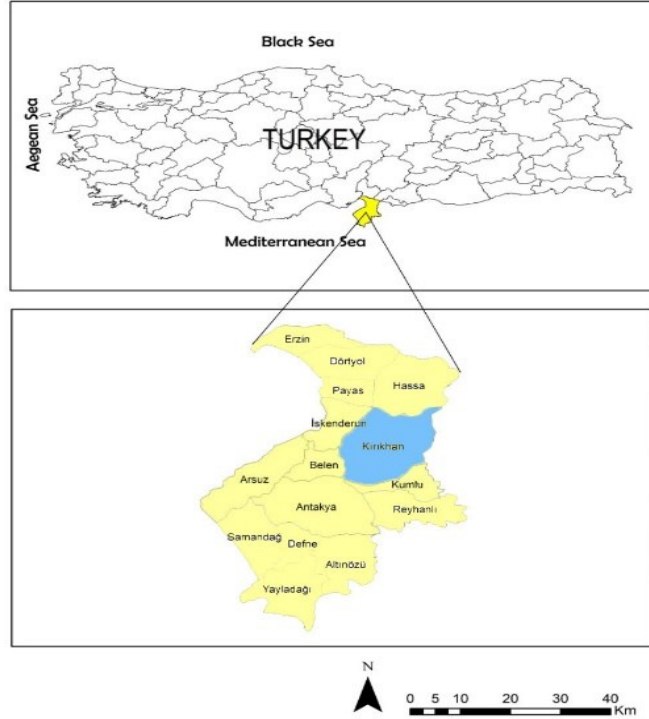 Black Sea
Aegean Sea
TURKEY
Mediterranean Sea
Erzin
Dörtyol
Hassa
Payas
İskenderun
Kırıkhan
Belen
Arsuz
Kumlu
Antakya
Reyhanlı
Samandağ
Defne
Altınözü
Yayladağı
N
0 5 10 20 30 40
Km